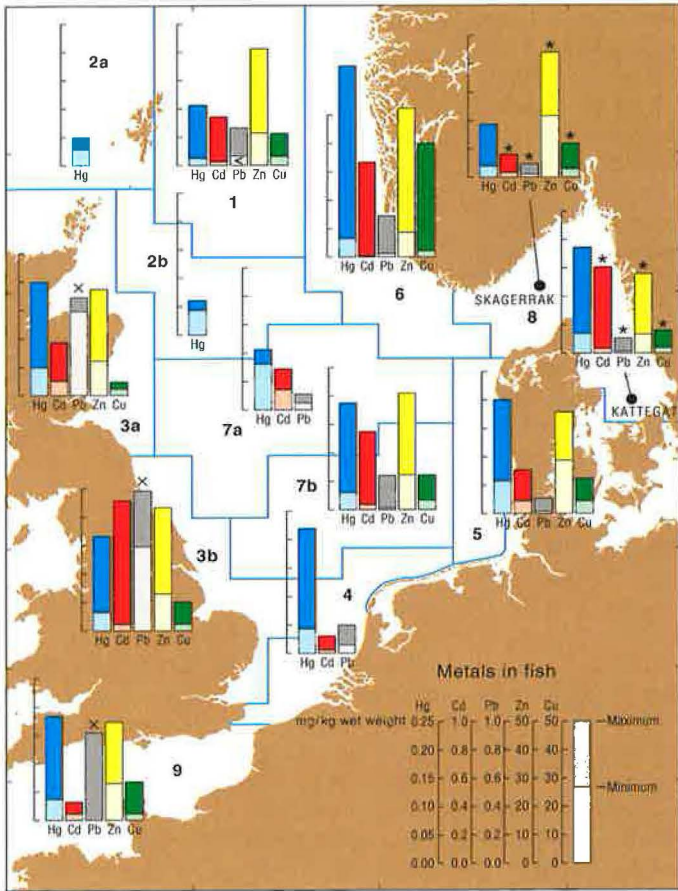 2a
Hg
Hg Cd Pb Zn Cu
<
1
2b
Hg
Hg Cd Pb Zn Cu
6
★ ★ ★ ★
Hg Cd Pb Zn Cu
SKAGERRAK
8
★ ★ ★ ★
Hg Cd Pb Zn Cu
KATTEGAT
×
Hg Cd Pb Zn Cu
3a
Hg Cd Pb
7a
Hg Cd Pb Zn Cu
7b
Hg Cd Pb Zn Cu
5
×
Hg Cd Pb Zn Cu
3b
Hg Cd Pb
4
×
Hg Cd Pb Zn Cu
9
Metals in fish
Hg Cd Pb Zn Cu
mg/kg wet weight 0.25 1.0 1.0 50 50 Maximum
0.20 0.8 0.8 40 40
0.15 0.6 0.6 30 30 Minimum
0.10 0.4 0.4 20 20
0.05 0.2 0.2 10 10
0.00 0.0 0.0 0 0